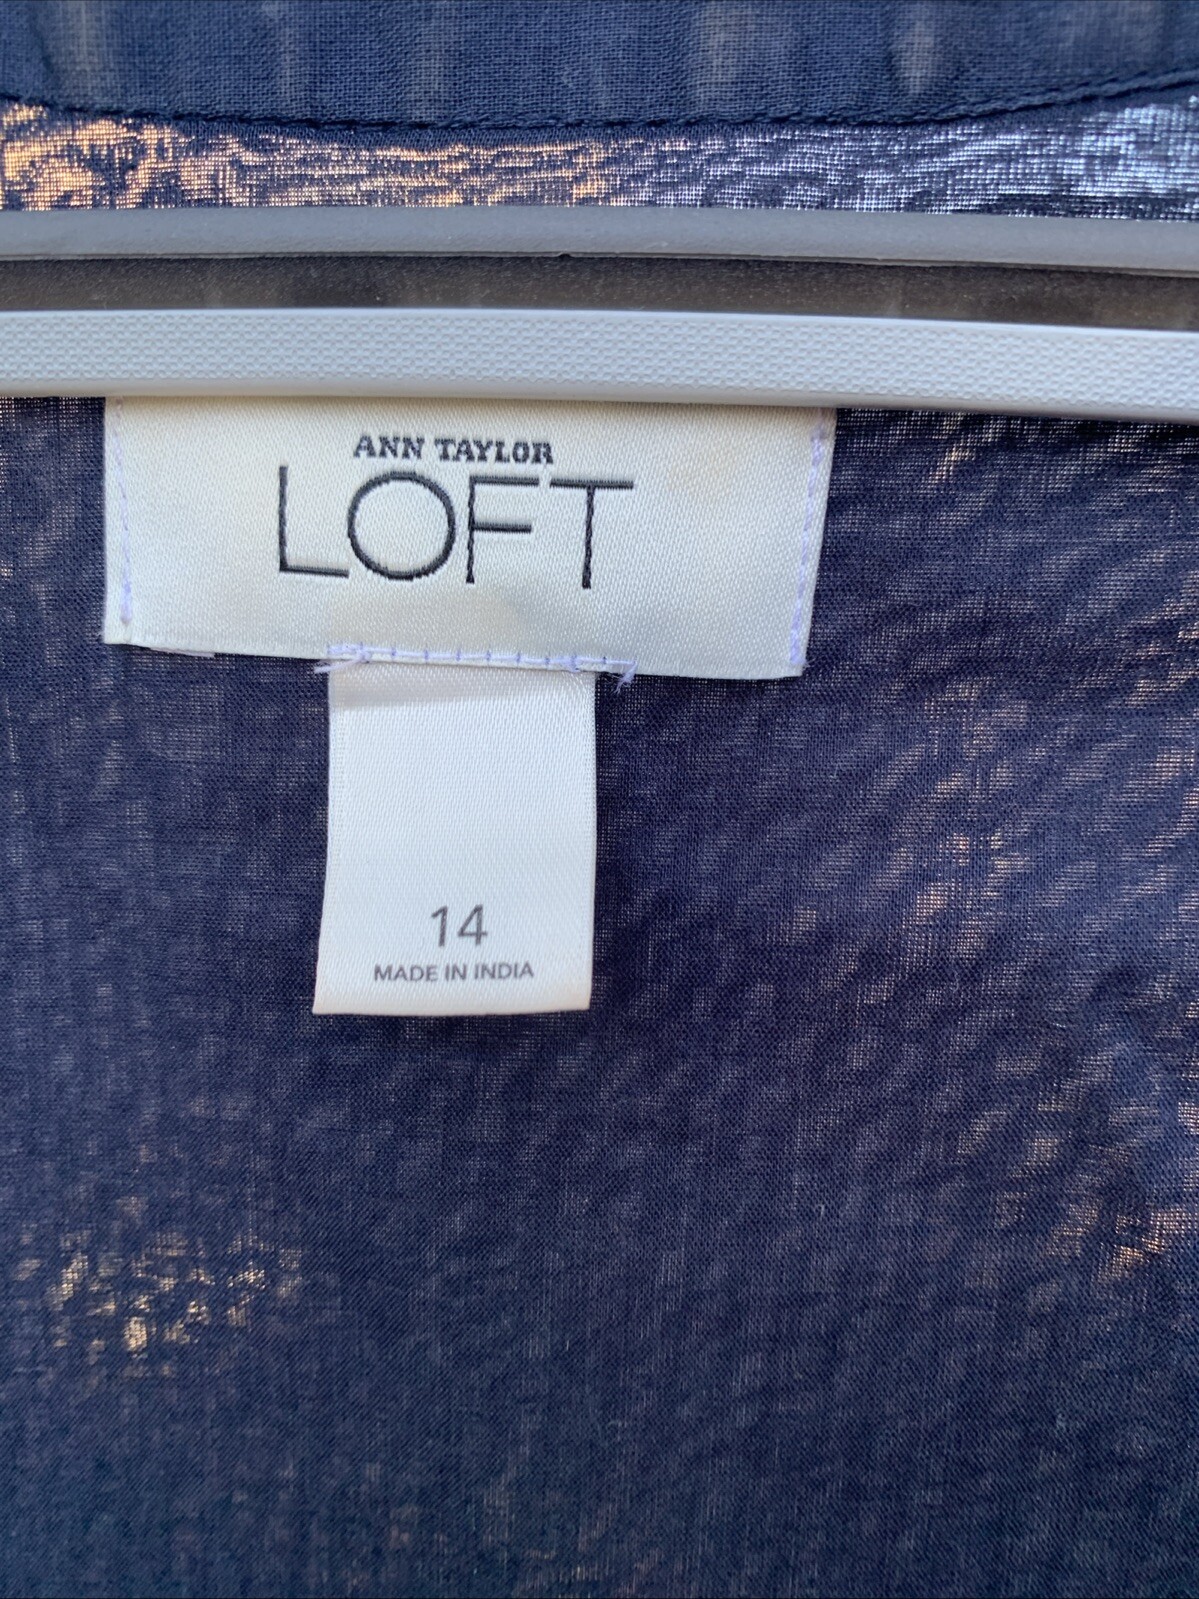 ANN TAYLOR
LOFT
14
MADE IN INDIA